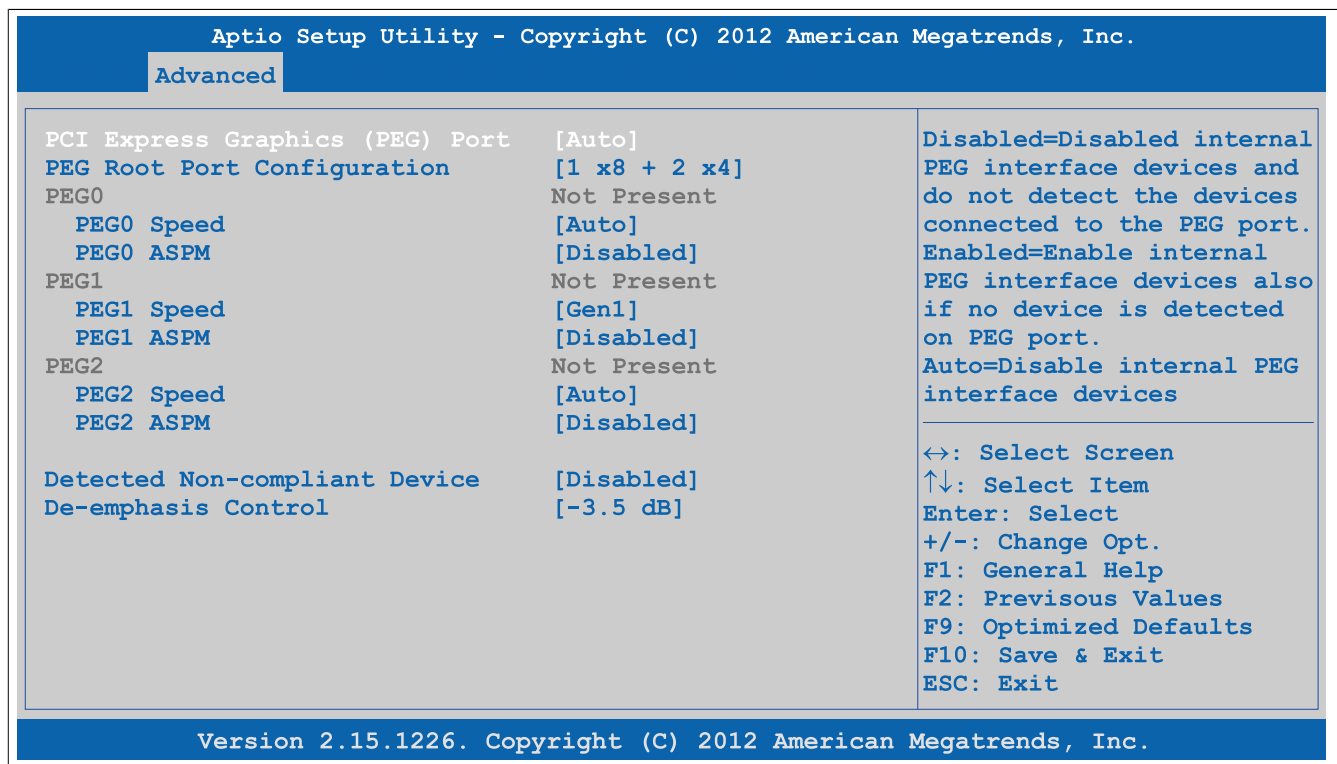 Aptio Setup Utility - Copyright (C) 2012 American Megatrends, Inc.
Advanced
PCI Express Graphics (PEG) Port [Auto]
PEG Root Port Configuration [1 x8 + 2 x4]
PEG0 Not Present
PEG0 Speed [Auto]
PEG0 ASPM [Disabled]
PEG1 Not Present
PEG1 Speed [Gen1]
PEG1 ASPM [Disabled]
PEG2 Not Present
PEG2 Speed [Auto]
PEG2 ASPM [Disabled]
Detected Non-compliant Device [Disabled]
De-emphasis Control [-3.5 dB]
Disabled=Disabled internal
PEG interface devices and
do not detect the devices
connected to the PEG port.
Enabled=Enable internal
PEG interface devices also
if no device is detected
on PEG port.
Auto=Disable internal PEG
interface devices
↔: Select Screen
↑↓: Select Item
Enter: Select
+/-: Change Opt.
F1: General Help
F2: Previsous Values
F9: Optimized Defaults
F10: Save & Exit
ESC: Exit
Version 2.15.1226. Copyright (C) 2012 American Megatrends, Inc.